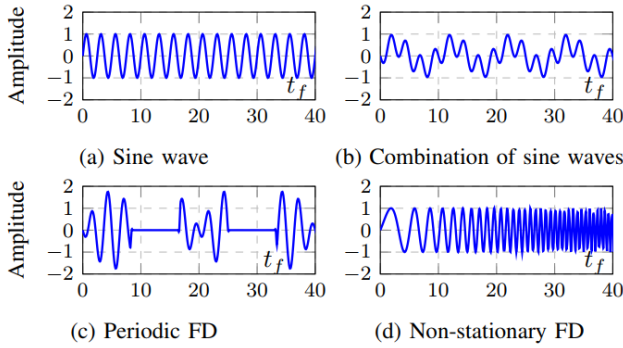 Amplitude
2
1
0
−1
−2
0 10 20 30 40
t_f
(a) Sine wave
2
1
0
−1
−2
0 10 20 30 40
t_f
(b) Combination of sine waves
Amplitude
2
1
0
−1
−2
0 10 20 30 40
t_f
(c) Periodic FD
2
1
0
−1
−2
0 10 20 30 40
t_f
(d) Non-stationary FD